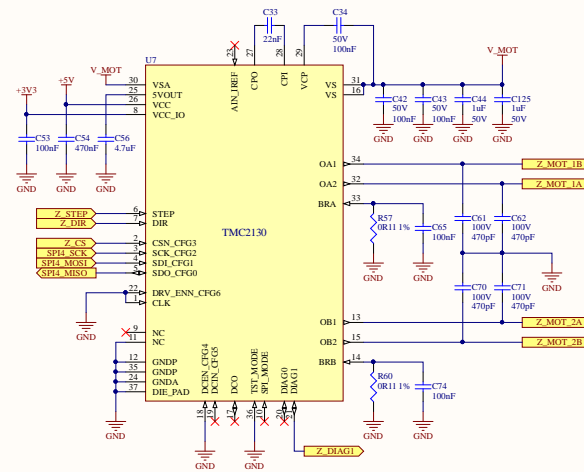 C33
22nF
C34
50V
100nF
V_MOT
U7
V_MOT
+5V
+3V3
C53
100nF
C54
470nF
C56
4.7uF
GND
GND
GND
30
25
26
8
VSA
5VOUT
VCC
VCC_IO
23
27
28
29
AIN_IREF
CPO
CPI
VCP
VS
VS
31
16
C42
50V
100nF
C43
50V
100nF
C44
1uF
50V
C125
1uF
50V
GND
GND
GND
GND
TMC2130
Z_STEP
Z_DIR
6
7
STEP
DIR
Z_CS
SPI4_SCK
SPI4_MOSI
SPI4_MISO
2
3
4
5
CSN_CFG3
SCK_CFG2
SDI_CFG1
SDO_CFG0
22
1
DRV_ENN_CFG6
CLK
GND
9
11
NC
NC
12
35
24
37
GNDP
GNDP
GNDA
DIE_PAD
GND
OA1
OA2
BRA
34
32
33
Z_MOT_1B
Z_MOT_1A
R57
0R11 1%
C65
100nF
GND
GND
C61
100V
470pF
C62
100V
470pF
GND
C70
100V
470pF
C71
100V
470pF
OB1
OB2
BRB
13
15
14
Z_MOT_2A
Z_MOT_2B
R60
0R11 1%
C74
100nF
GND
GND
DCEN_CFG4
DCIN_CFG5
DCO
TST_MODE
SPI_MODE
DIAG0
DIAG1
18
19
17
36
10
20
21
GND
GND
Z_DIAG1